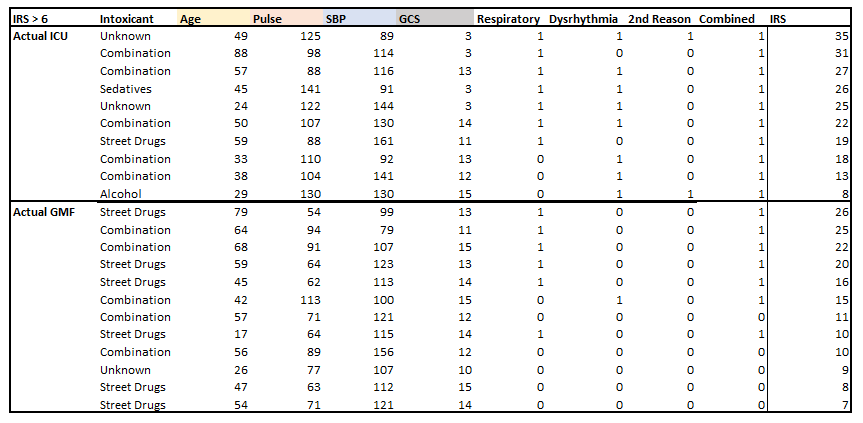 IRS > 6 Intoxicant Age Pulse SBP GCS Respiratory Dysrhythmia 2nd Reason Combined IRS
Actual ICU Unknown 49 125 89 3 1 1 1 1 35
Combination 88 98 114 3 1 0 0 1 31
Combination 57 88 116 13 1 1 0 1 27
Sedatives 45 141 91 3 1 1 0 1 26
Unknown 24 122 144 3 1 1 0 1 25
Combination 50 107 130 14 1 1 0 1 22
Street Drugs 59 88 161 11 1 0 0 1 19
Combination 33 110 92 13 0 1 0 1 18
Combination 38 104 141 12 0 1 0 1 13
Alcohol 29 130 130 15 0 1 1 1 8
Actual GMF Street Drugs 79 54 99 13 1 0 0 1 26
Combination 64 94 79 11 1 0 0 1 25
Combination 68 91 107 15 1 0 0 1 22
Street Drugs 59 64 123 13 1 0 0 1 20
Street Drugs 45 62 113 14 1 0 0 1 16
Combination 42 113 100 15 0 1 0 1 15
Combination 57 71 121 12 0 0 0 0 11
Street Drugs 17 64 115 14 1 0 0 1 10
Combination 56 89 156 12 0 0 0 0 10
Unknown 26 77 107 10 0 0 0 0 9
Street Drugs 47 63 112 15 0 0 0 0 8
Street Drugs 54 71 121 14 0 0 0 0 7